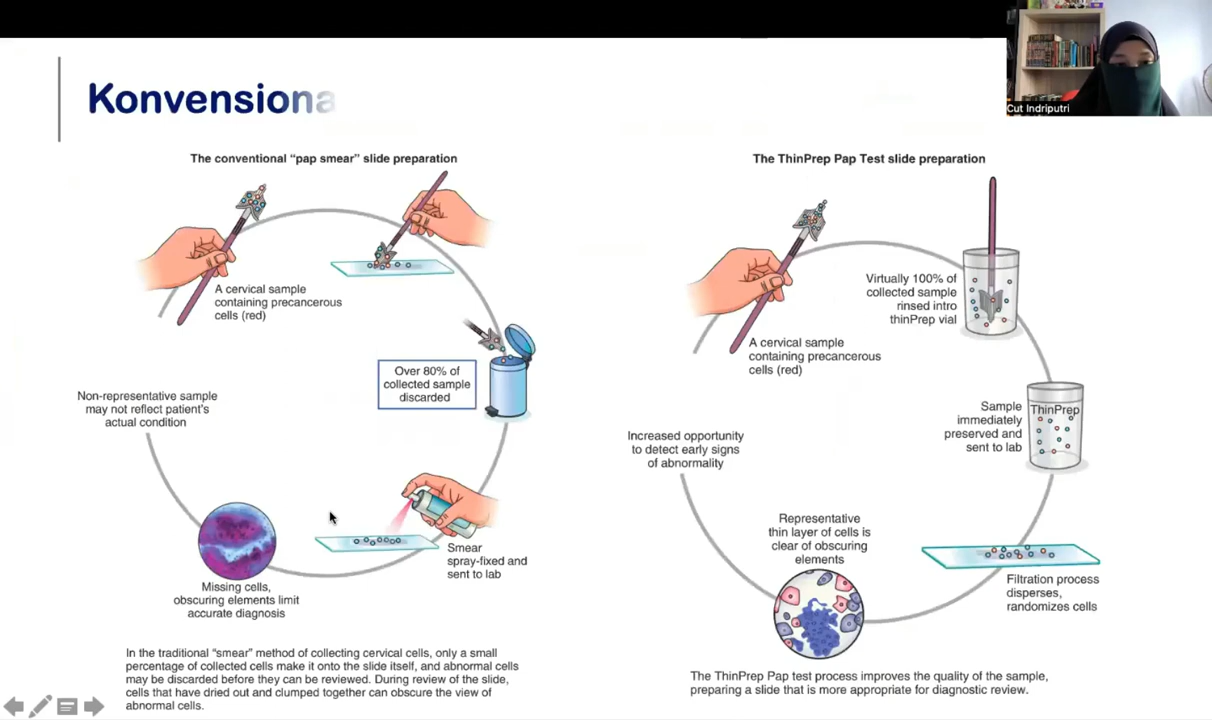 Cut Indriputri
Konvensiona
The conventional “pap smear” slide preparation
A cervical sample
containing precancerous
cells (red)
Over 80% of
collected sample
discarded
Smear
spray-fixed and
sent to lab
Missing cells,
obscuring elements limit
accurate diagnosis
Non-representative sample
may not reflect patient's
actual condition
In the traditional “smear” method of collecting cervical cells, only a small
percentage of collected cells make it onto the slide itself, and abnormal cells
may be discarded before they can be reviewed. During review of the slide,
cells that have dried out and clumped together can obscure the view of
abnormal cells.
The ThinPrep Pap Test slide preparation
A cervical sample
containing precancerous
cells (red)
Virtually 100% of
collected sample
rinsed intro
thinPrep vial
Sample
immediately
preserved and
sent to lab
ThinPrep
Filtration process
disperses,
randomizes cells
Representative
thin layer of cells is
clear of obscuring
elements
Increased opportunity
to detect early signs
of abnormality
The ThinPrep Pap test process improves the quality of the sample,
preparing a slide that is more appropriate for diagnostic review.